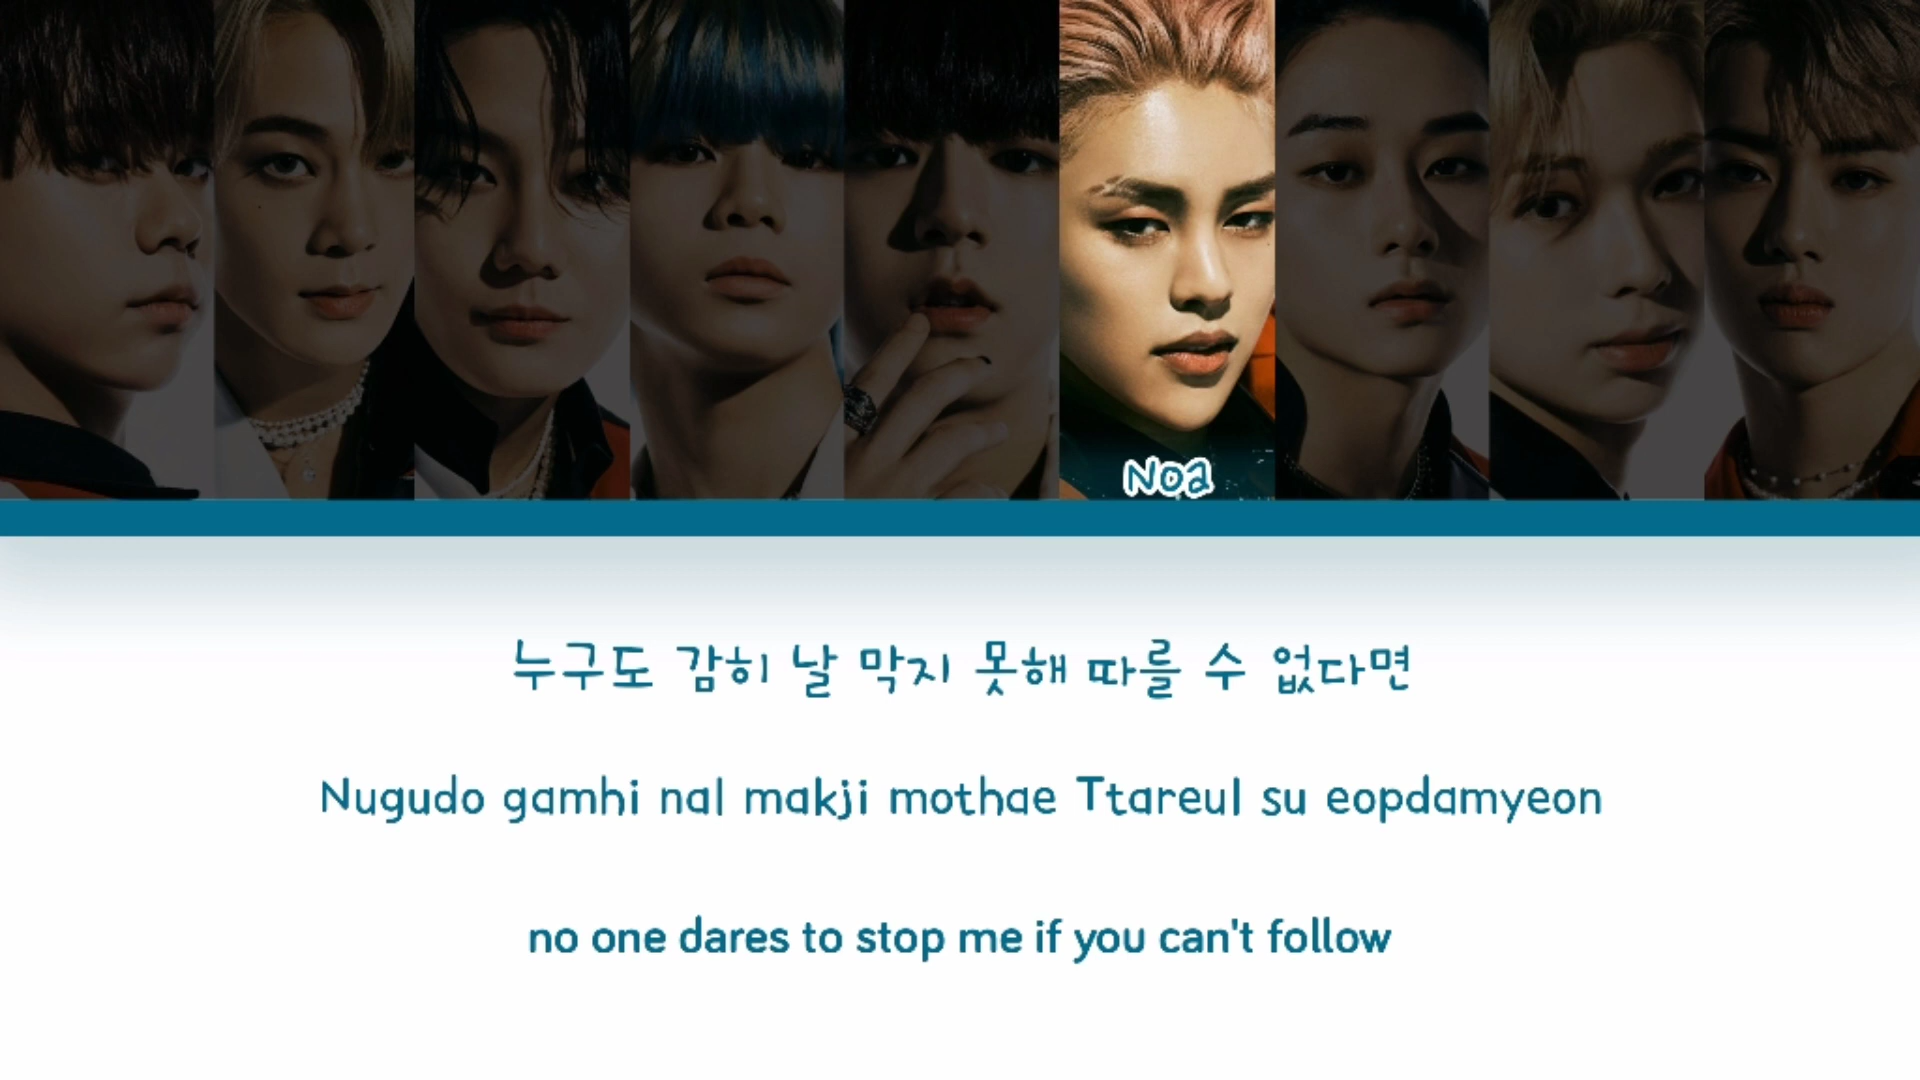 Noa
누구도 감히 날 막지 못해 따를 수 없다면
Nugudo gamhi nal makji mothae Ttareul su eopdamyeon
no one dares to stop me if you can't follow